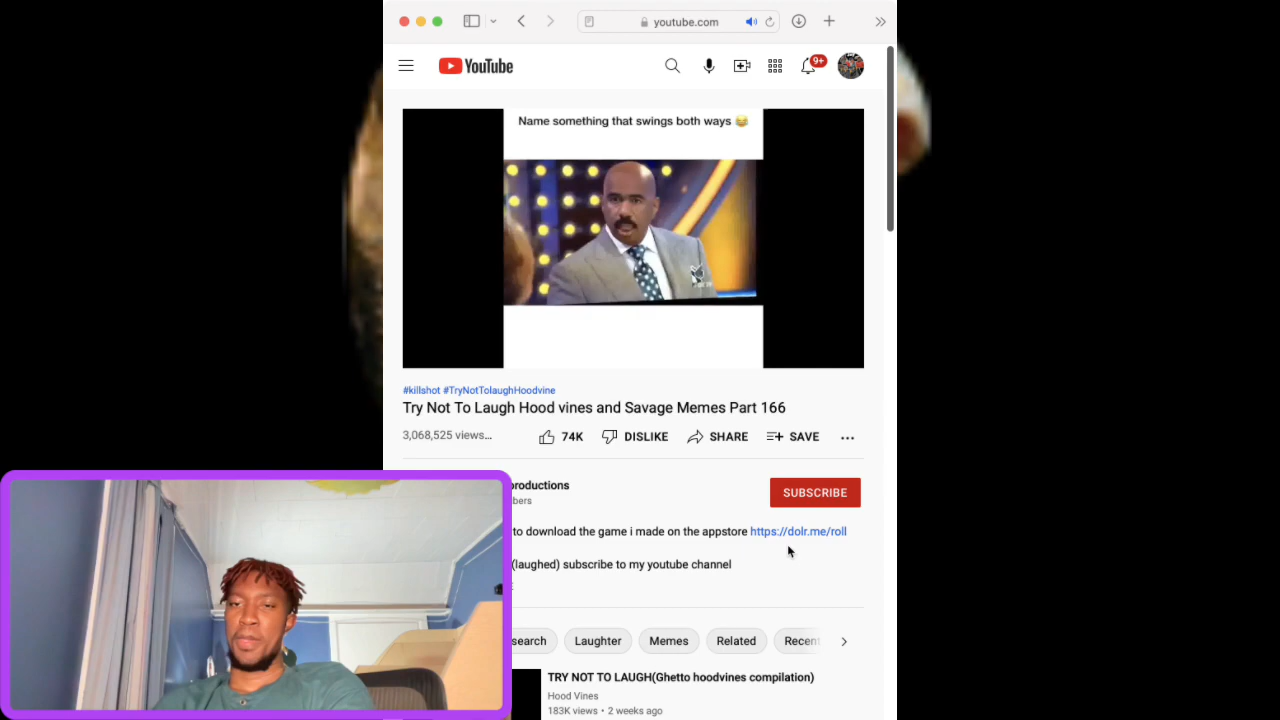 youtube.com
YouTube
9+
Name something that swings both ways 😂
#killshot #TryNotTolaughHoodvine
Try Not To Laugh Hood vines and Savage Memes Part 166
3,068,525 views...
74K
DISLIKE
SHARE
SAVE
productions
bers
SUBSCRIBE
to download the game i made on the appstore https://dolr.me/roll
(laughed) subscribe to my youtube channel
search
Laughter
Memes
Related
Recent
TRY NOT TO LAUGH(Ghetto hoodvines compilation)
Hood Vines
183K views • 2 weeks ago